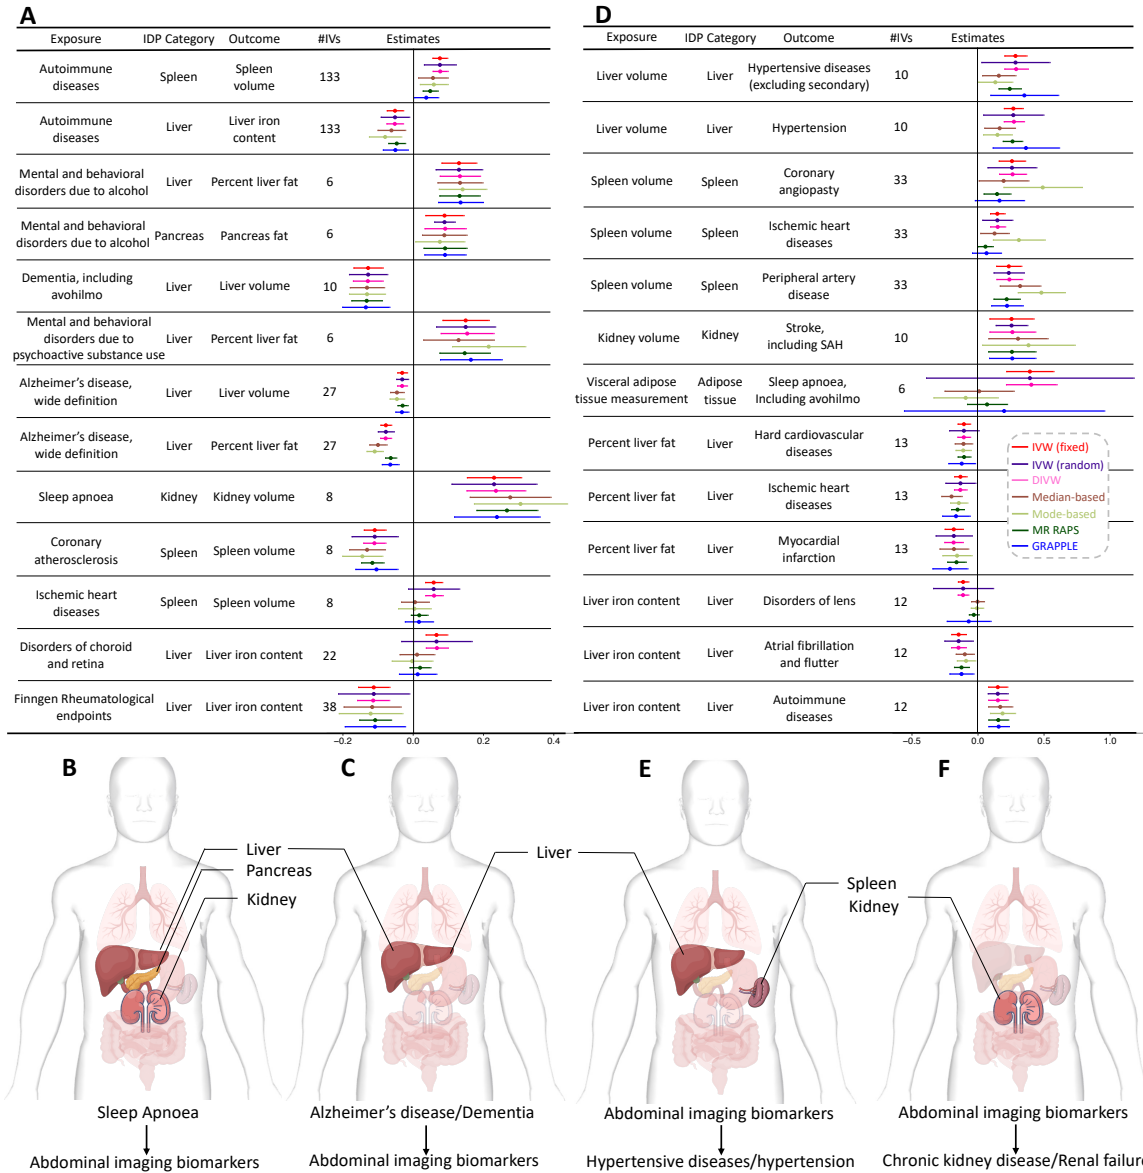 A
Exposure IDP Category Outcome #IVs Estimates
Autoimmune diseases Spleen Spleen volume 133
Autoimmune diseases Liver Liver iron content 133
Mental and behavioral disorders due to alcohol Liver Percent liver fat 6
Mental and behavioral disorders due to alcohol Pancreas Pancreas fat 6
Dementia, including avohilmo Liver Liver volume 10
Mental and behavioral disorders due to psychoactive substance use Liver Percent liver fat 6
Alzheimer's disease, wide definition Liver Liver volume 27
Alzheimer's disease, wide definition Liver Percent liver fat 27
Sleep apnoea Kidney Kidney volume 8
Coronary atherosclerosis Spleen Spleen volume 8
Ischemic heart diseases Spleen Spleen volume 8
Disorders of choroid and retina Liver Liver iron content 22
Finngen Rheumatological endpoints Liver Liver iron content 38
−0.2 0.0 0.2 0.4
D
Exposure IDP Category Outcome #IVs Estimates
Liver volume Liver Hypertensive diseases (excluding secondary) 10
Liver volume Liver Hypertension 10
Spleen volume Spleen Coronary angiopasty 33
Spleen volume Spleen Ischemic heart diseases 33
Spleen volume Spleen Peripheral artery disease 33
Kidney volume Kidney Stroke, including SAH 10
Visceral adipose tissue measurement Adipose tissue Sleep apnoea, Including avohilmo 6
Percent liver fat Liver Hard cardiovascular diseases 13
Percent liver fat Liver Ischemic heart diseases 13
Percent liver fat Liver Myocardial infarction 13
Liver iron content Liver Disorders of lens 12
Liver iron content Liver Atrial fibrillation and flutter 12
Liver iron content Liver Autoimmune diseases 12
−0.5 0.0 0.5 1.0
IVW (fixed)
IVW (random)
DIVW
Median-based
Mode-based
MR RAPS
GRAPPLE
B
Liver
Pancreas
Kidney
Sleep Apnoea
Abdominal imaging biomarkers
C
Liver
Alzheimer's disease/Dementia
Abdominal imaging biomarkers
E
Spleen
Kidney
Abdominal imaging biomarkers
Hypertensive diseases/hypertension
F
Abdominal imaging biomarkers
Chronic kidney disease/Renal failure